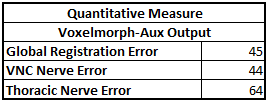 Quantitative Measure
Voxelmorph-Aux Output
Global Registration Error 45
VNC Nerve Error 44
Thoracic Nerve Error 64